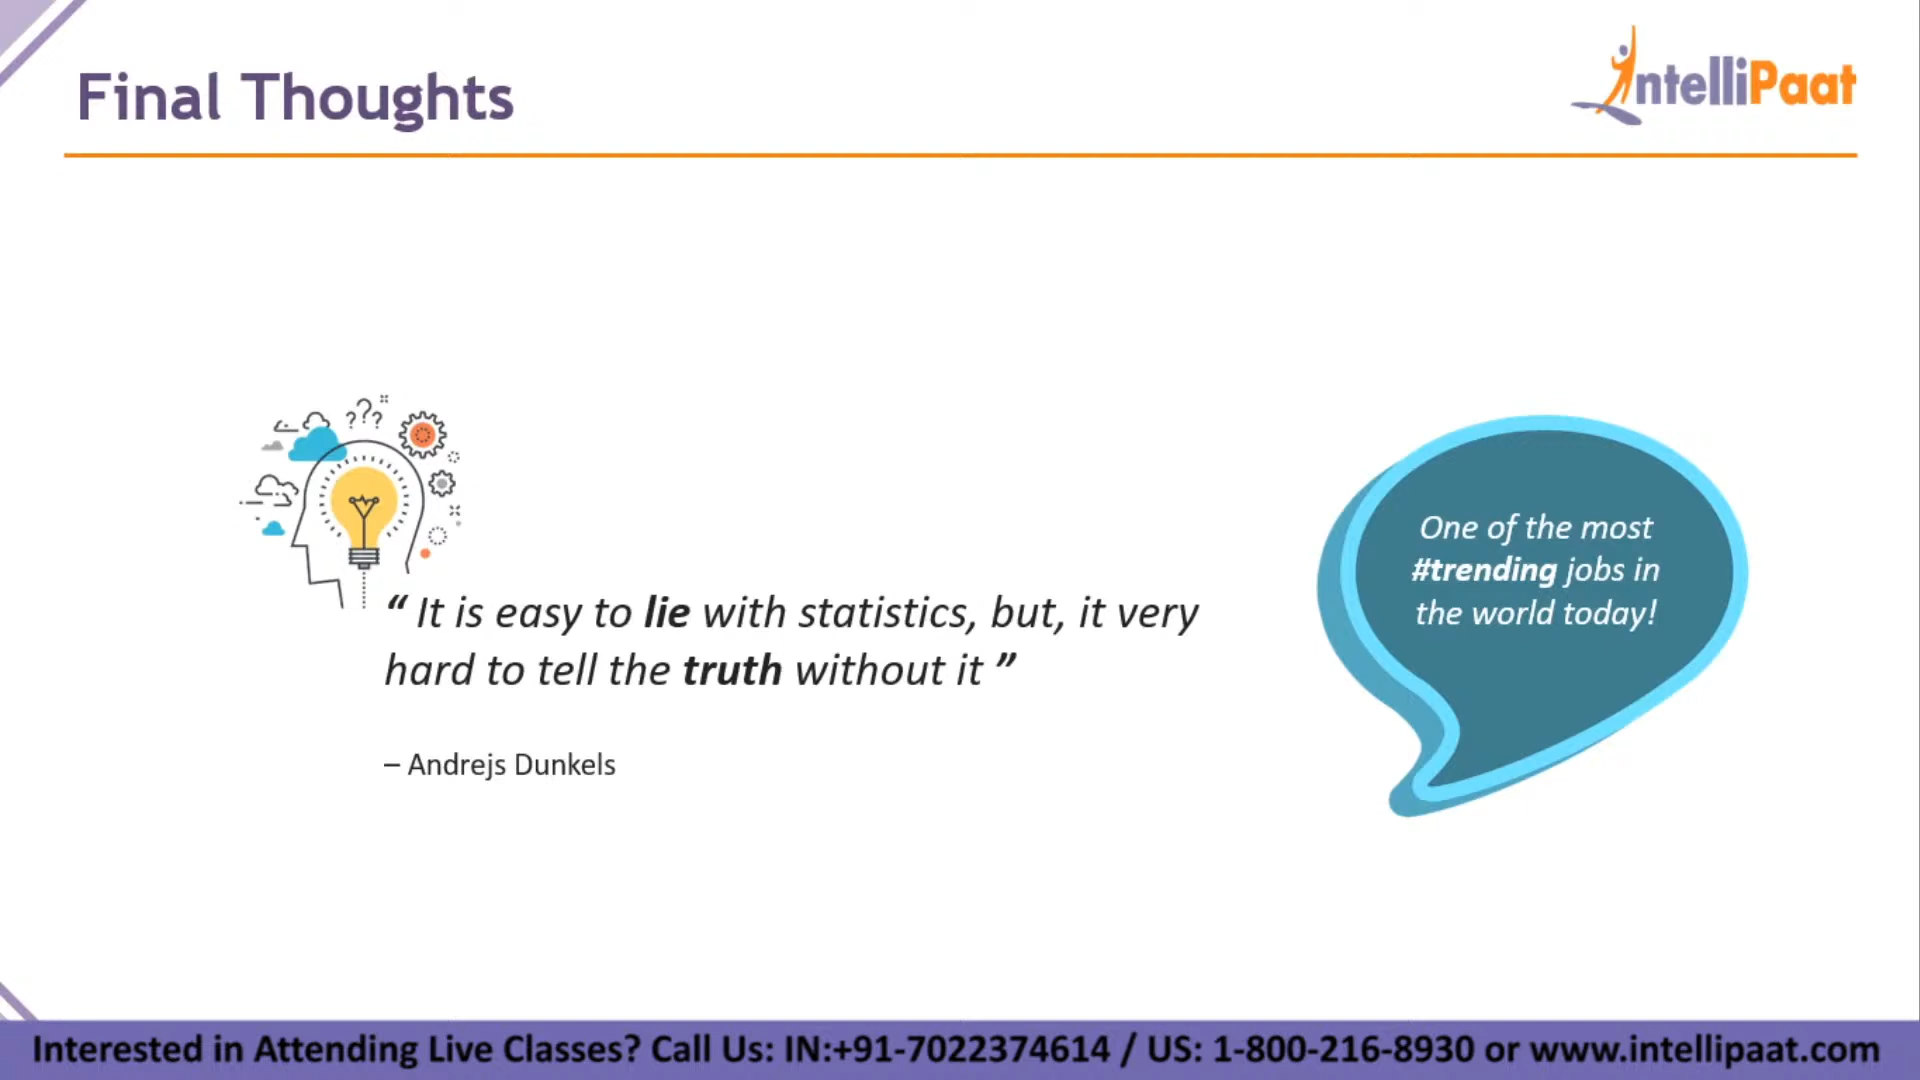 Final Thoughts
IntelliPaat
???
“ It is easy to lie with statistics, but, it very
hard to tell the truth without it ”
– Andrejs Dunkels
One of the most
#trending jobs in
the world today!
Interested in Attending Live Classes? Call Us: IN:+91-7022374614 / US: 1-800-216-8930 or www.intellipaat.com